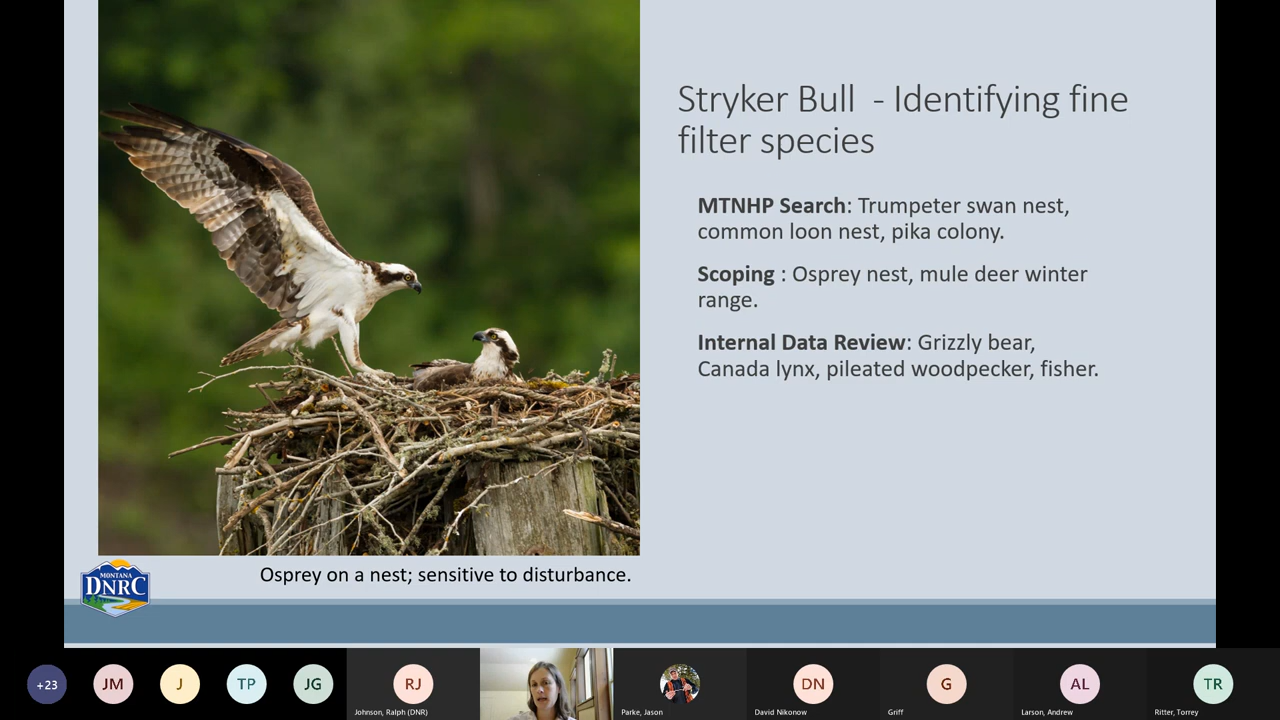 Stryker Bull  - Identifying fine
filter species
MTNHP Search: Trumpeter swan nest,
common loon nest, pika colony.
Scoping : Osprey nest, mule deer winter
range.
Internal Data Review: Grizzly bear,
Canada lynx, pileated woodpecker, fisher.
Osprey on a nest; sensitive to disturbance.
MONTANA
DNRC
+23
JM
J
TP
JG
RJ
DN
G
AL
TR
Johnson, Ralph (DNR)
Parke, Jason
David Nikonow
Griff
Larson, Andrew
Ritter, Torrey